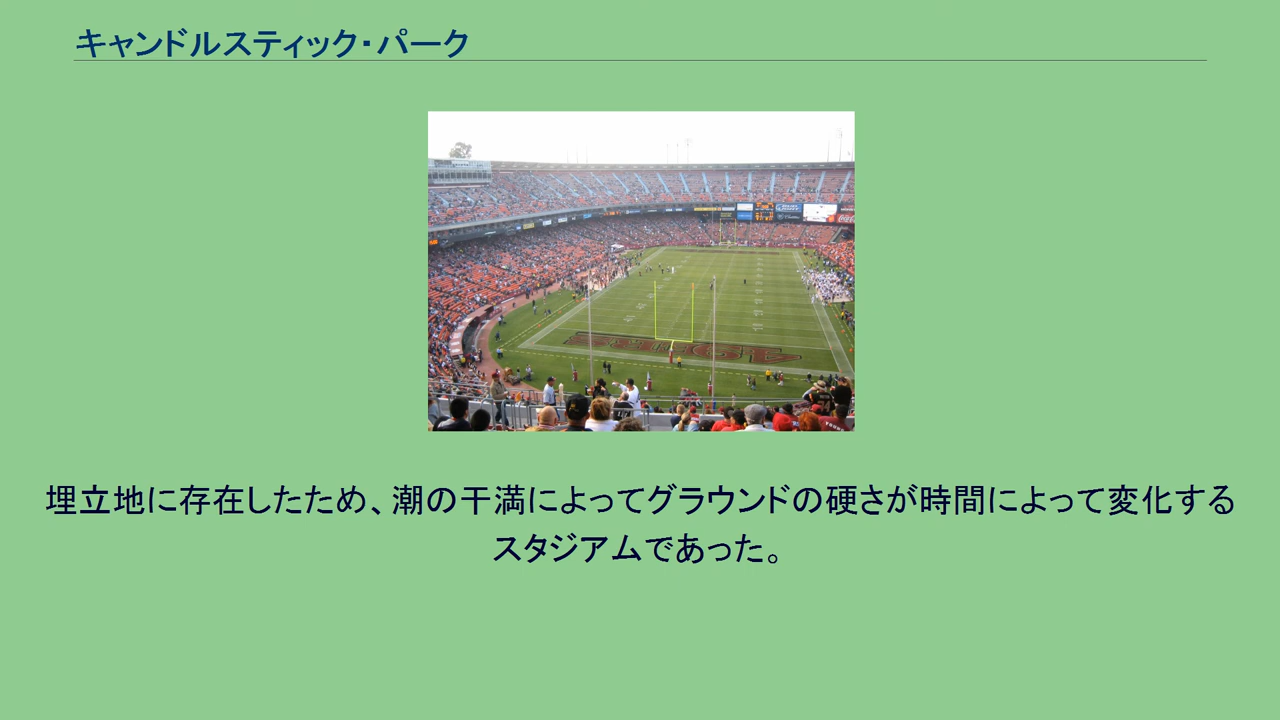 キャンドルスティック・パーク
埋立地に存在したため、潮の干満によってグラウンドの硬さが時間によって変化する
スタジアムであった。